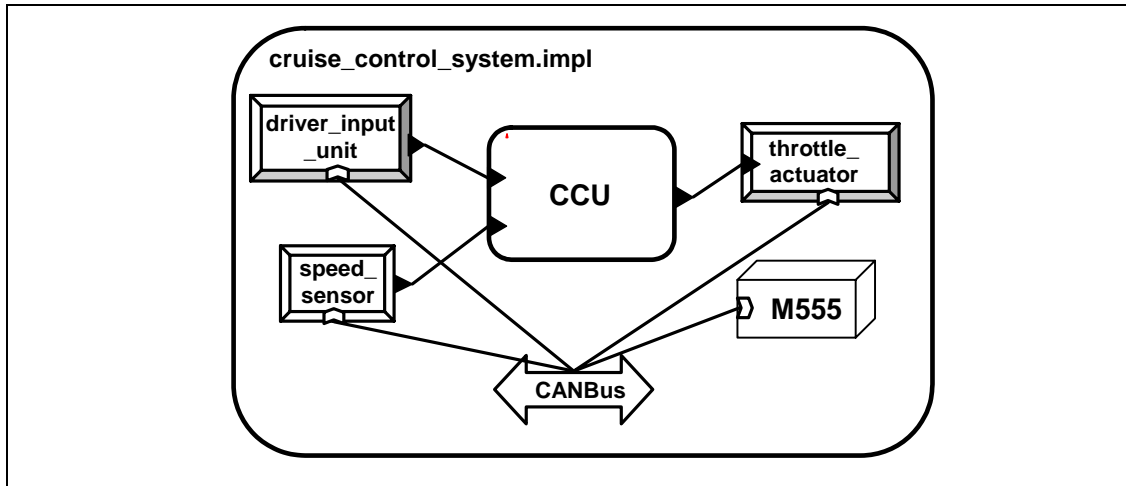 cruise_control_system.impl
driver_input
_unit
CCU
throttle_
actuator
speed_
sensor
M555
CANBus